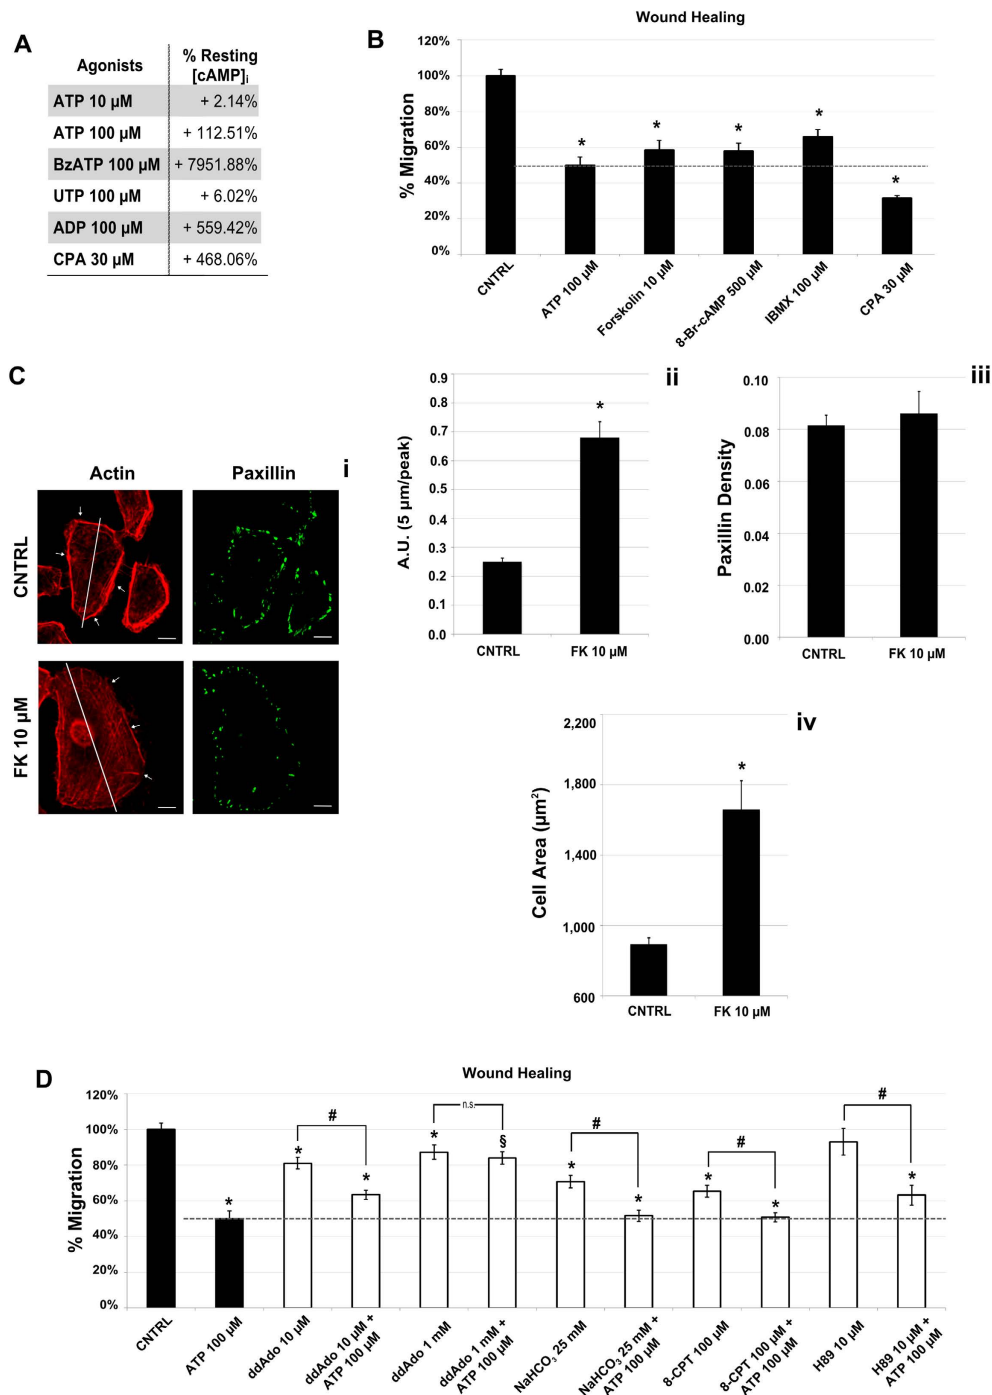 A
Agonists
% Resting
[cAMP]i
ATP 10 µM + 2.14%
ATP 100 µM + 112.51%
BzATP 100 µM + 7951.88%
UTP 100 µM + 6.02%
ADP 100 µM + 559.42%
CPA 30 µM + 468.06%
B
Wound Healing
% Migration
120%
100%
80%
60%
40%
20%
0%
*
*
*
*
*
CNTRL
ATP 100 µM
Forskolin 10 µM
8-Br-cAMP 500 µM
IBMX 100 µM
CPA 30 µM
C
i
Actin
Paxillin
CNTRL
FK 10 µM
ii
A.U. (5 µm/peak)
0.9
0.8
0.7
0.6
0.5
0.4
0.3
0.2
0.1
0.0
*
CNTRL
FK 10 µM
iii
Paxillin Density
0.10
0.08
0.06
0.04
0.02
0.00
CNTRL
FK 10 µM
iv
Cell Area (µm²)
2,200
1,800
1,400
1,000
600
*
CNTRL
FK 10 µM
D
Wound Healing
% Migration
120%
100%
80%
60%
40%
20%
0%
*
*
#
*
*
n.s.
§
*
#
*
*
#
*
#
*
CNTRL
ATP 100 µM
ddAdo 10 µM
ddAdo 10 µM +
ATP 100 µM
ddAdo 1 mM
ddAdo 1 mM +
ATP 100 µM
NaHCO₃ 25 mM
NaHCO₃ 25 mM +
ATP 100 µM
8-CPT 100 µM
8-CPT 100 µM +
ATP 100 µM
H89 10 µM
H89 10 µM +
ATP 100 µM